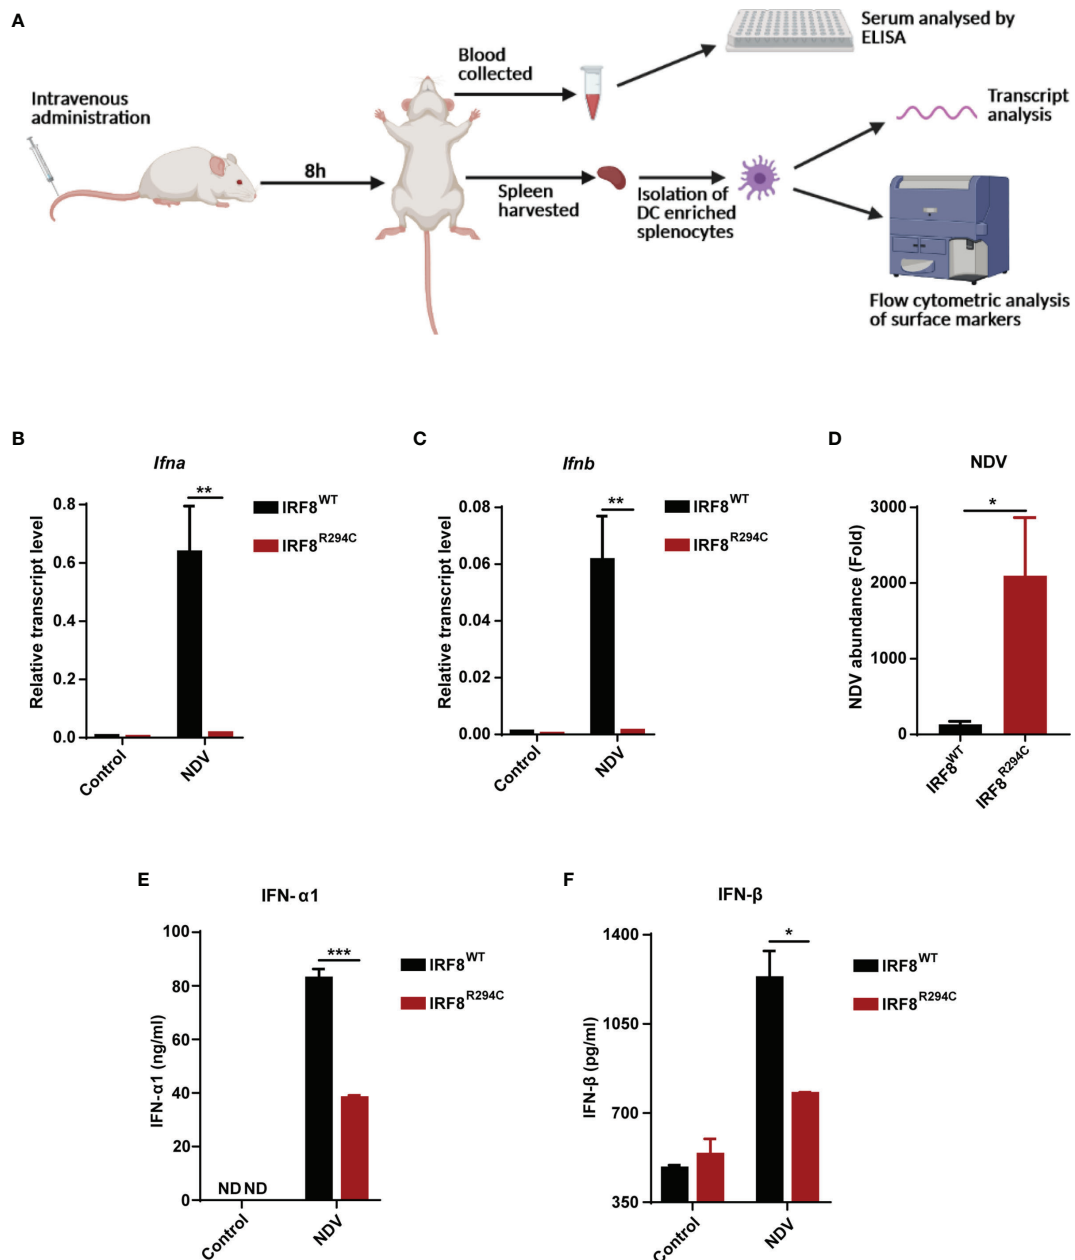 A
Intravenous
administration
8h
Blood
collected
Serum analysed by
ELISA
Spleen
harvested
Isolation of
DC enriched
splenocytes
Transcript
analysis
Flow cytometric analysis
of surface markers
B
Ifna
Relative transcript level
0.8
0.6
0.4
0.2
0.0
**
Control
NDV
IRF8WT
IRF8R294C
C
Ifnb
Relative transcript level
0.08
0.06
0.04
0.02
0.00
**
Control
NDV
IRF8WT
IRF8R294C
D
NDV
NDV abundance (Fold)
3000
2000
1000
0
*
IRF8WT
IRF8R294C
E
IFN-α1
IFN-α1 (ng/ml)
100
80
60
40
20
0
***
ND ND
Control
NDV
IRF8WT
IRF8R294C
F
IFN-β
IFN-β (pg/ml)
1400
1050
700
350
*
Control
NDV
IRF8WT
IRF8R294C